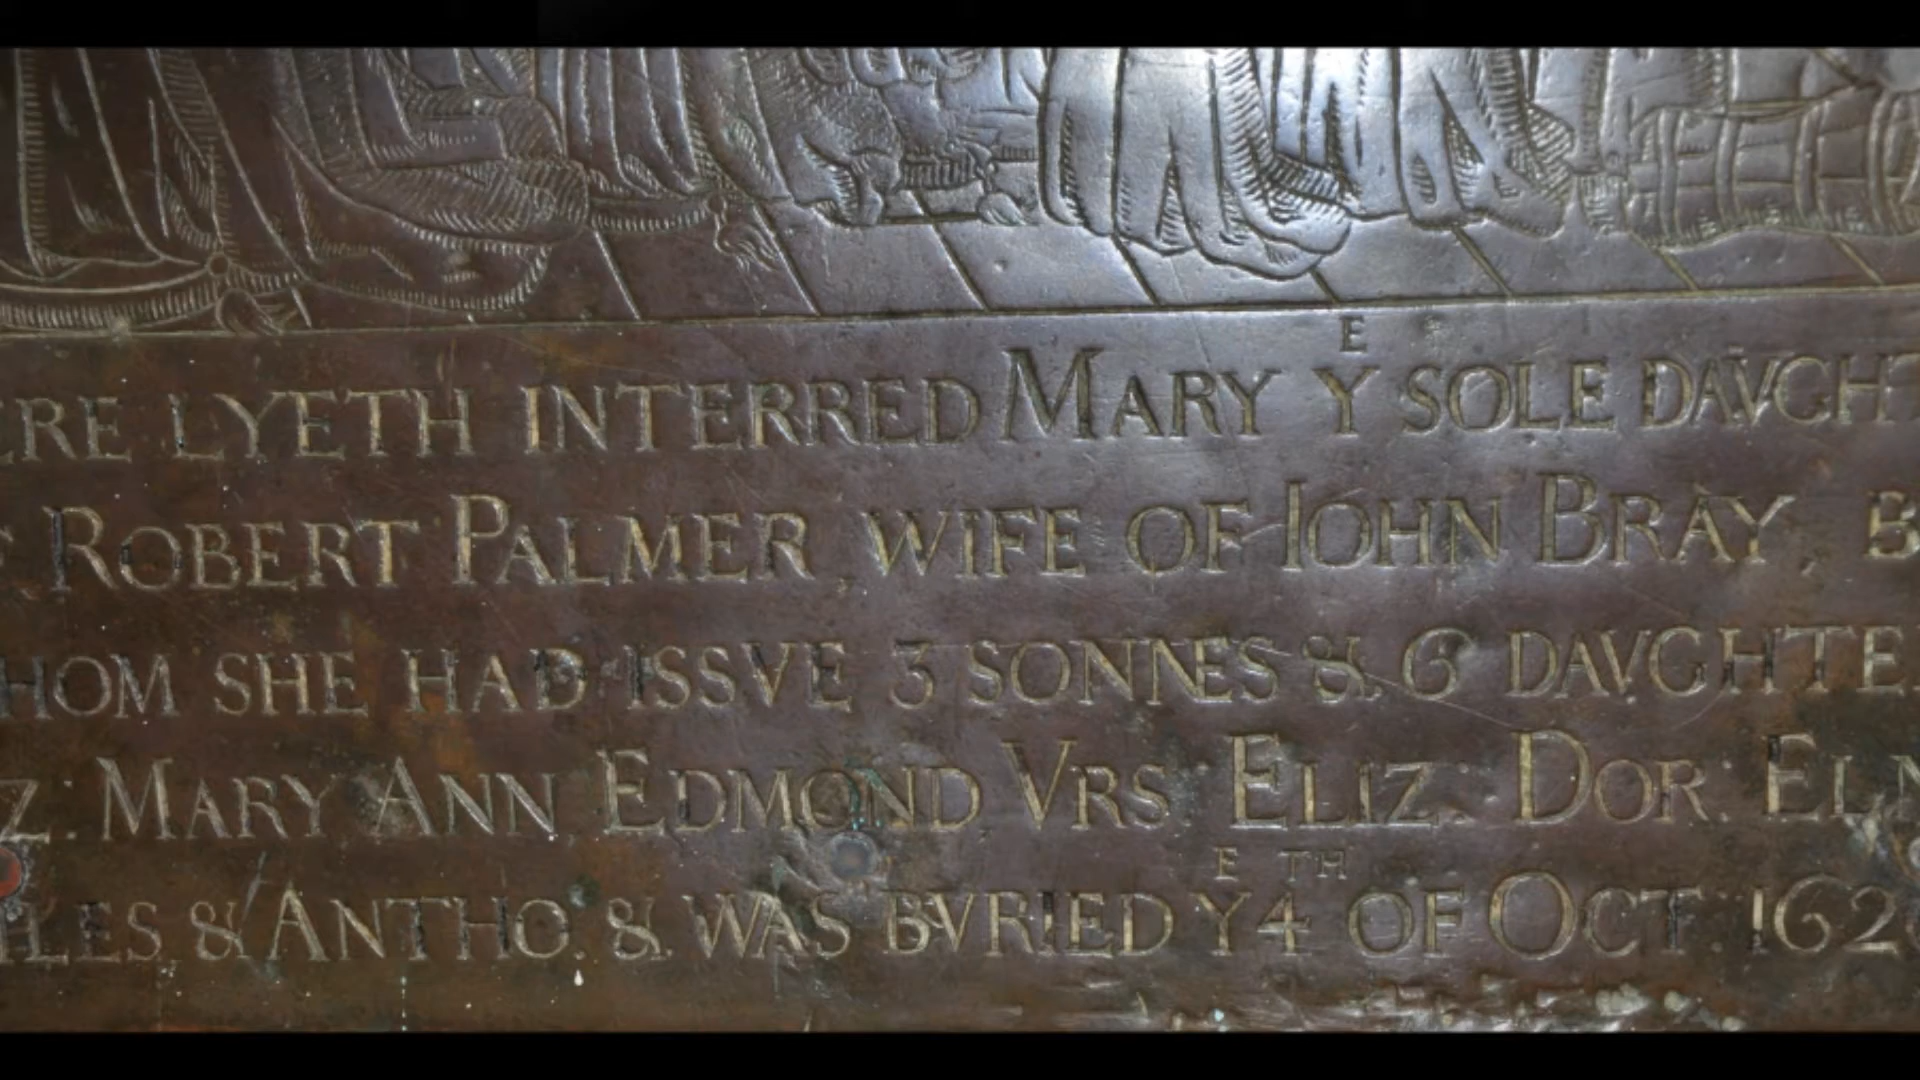 ERE LYETH INTERRED MARY Yᴱ SOLE DAVGHT
ROBERT PALMER, WIFE OF IOHN BRAY, B
HOM SHE HAD ISSVE 3 SONNES & 6 DAVGHTE
Z: MARY ANN EDMOND VRS: ELIZ: DOR: ELN
LES & ANTHO: & WAS BVRIED Yᴱ 4ᵀᴴ OF OCT: 162